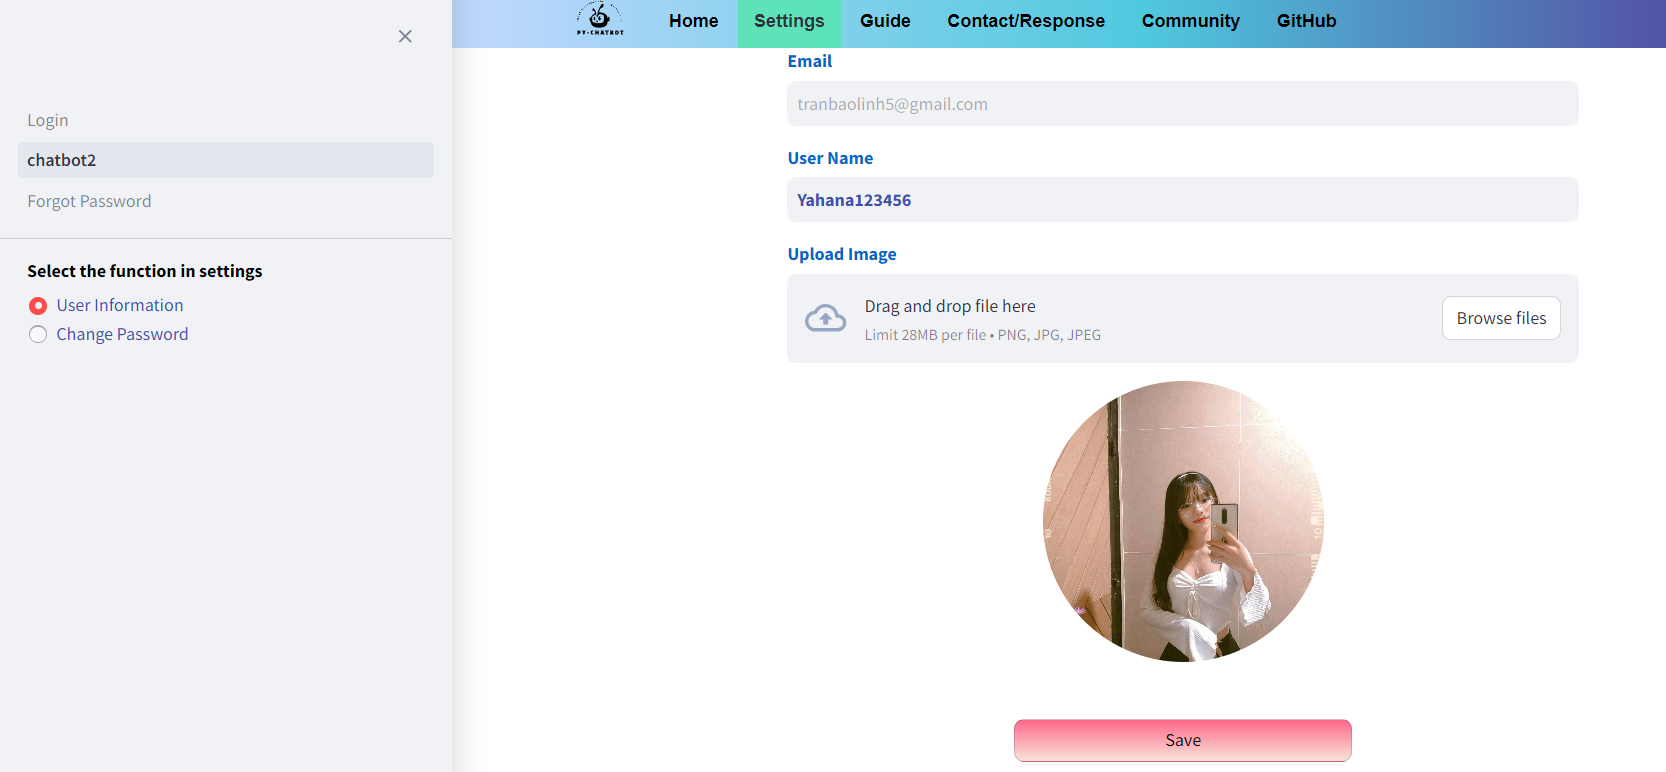 PY-CHATBOT
Home
Settings
Guide
Contact/Response
Community
GitHub
Login
chatbot2
Forgot Password
Select the function in settings
User Information
Change Password
Email
tranbaolinh5@gmail.com
User Name
Yahana123456
Upload Image
Drag and drop file here
Limit 28MB per file • PNG, JPG, JPEG
Browse files
Save